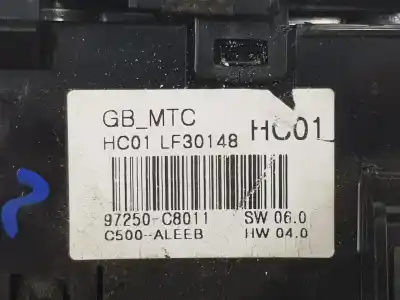 GB_MTC
HC01 LF30148 HC01
97250-C8011 SW 06.0
C500-ALEEB HW 04.0